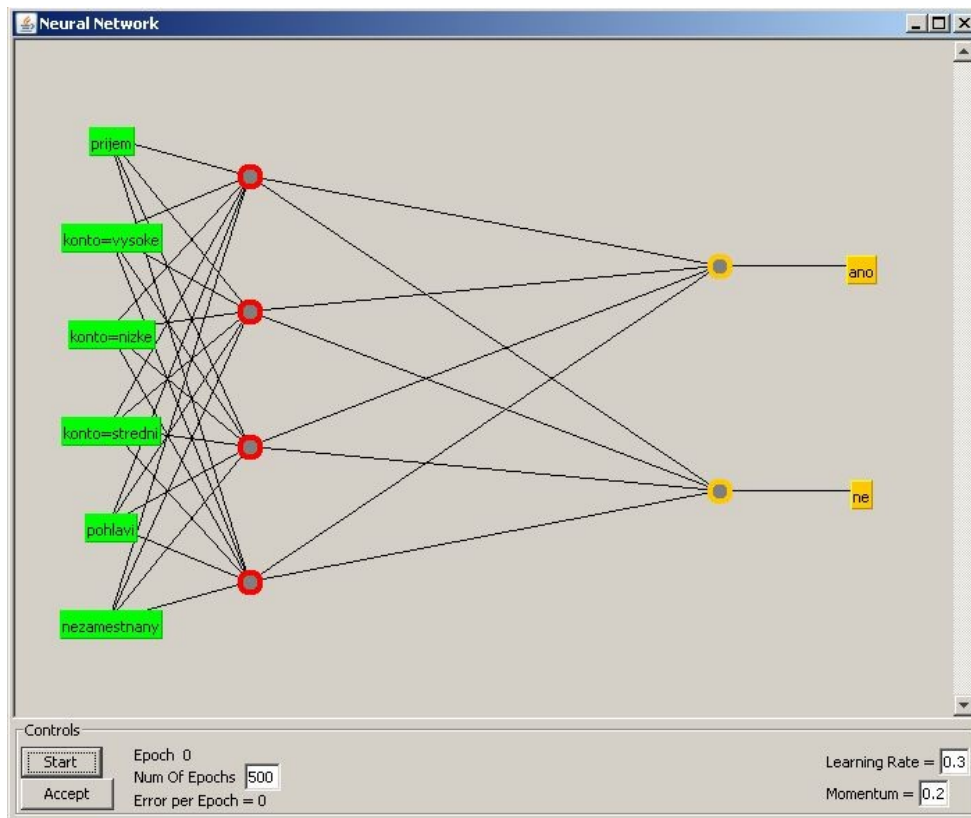 Neural Network
prijem
konto=vysoke
ano
konto=nizke
konto=stredni
ne
pohlavi
nezamestnany
Controls
Start
Accept
Epoch 0
Num Of Epochs 500
Error per Epoch = 0
Learning Rate = 0.3
Momentum = 0.2